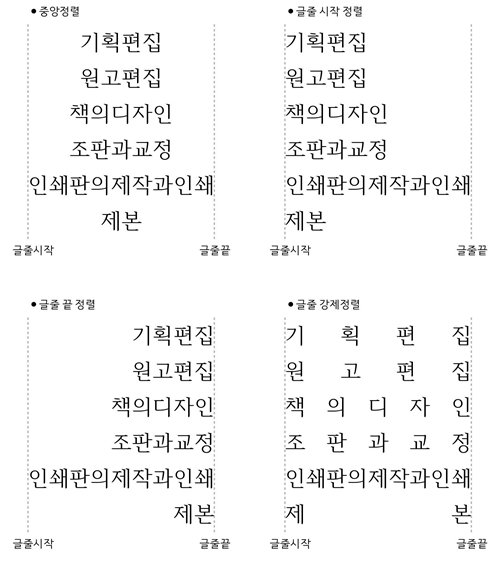 ● 중앙정렬
기획편집
원고편집
책의디자인
조판과교정
인쇄판의제작과인쇄
제본
글줄시작 글줄끝
● 글줄 시작 정렬
기획편집
원고편집
책의디자인
조판과교정
인쇄판의제작과인쇄
제본
글줄시작 글줄끝
● 글줄 끝 정렬
기획편집
원고편집
책의디자인
조판과교정
인쇄판의제작과인쇄
제본
글줄시작 글줄끝
● 글줄 강제정렬
기 획 편 집
원 고 편 집
책 의 디 자 인
조 판 과 교 정
인쇄판의제작과인쇄
제 본
글줄시작 글줄끝